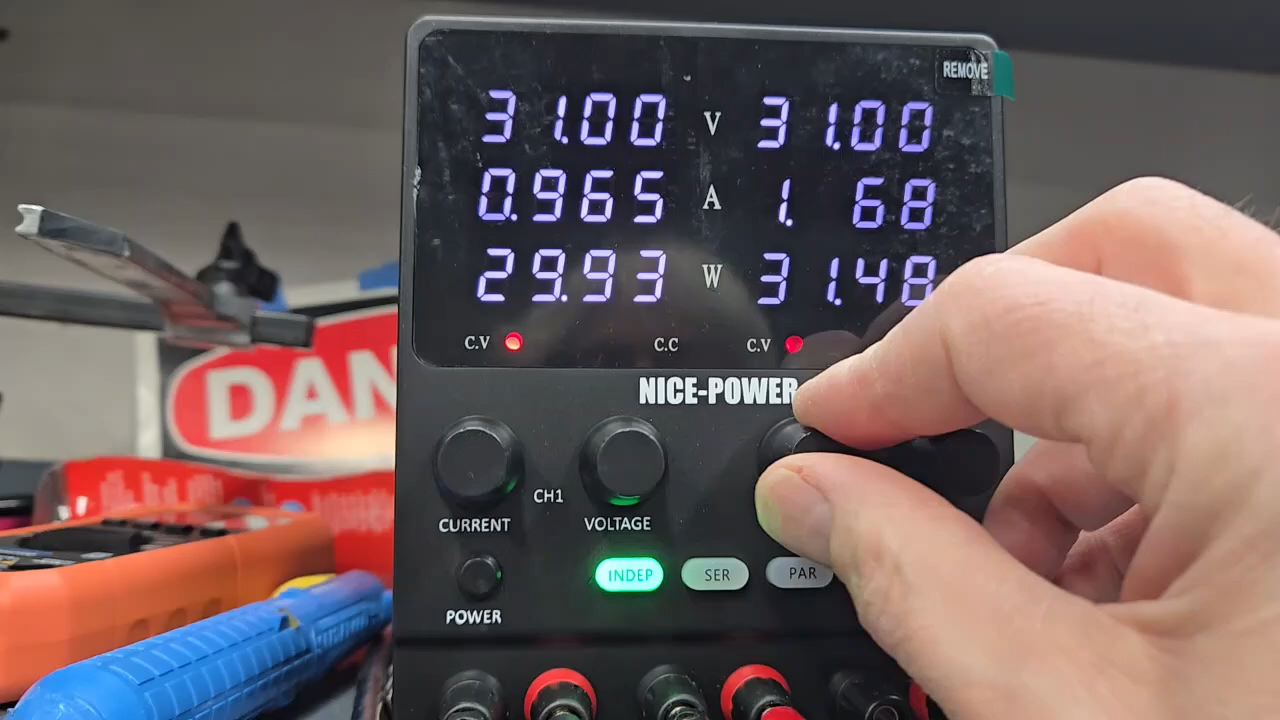 REMOVE
31.00 V 31.00
0.965 A 1. 68
29.93 W 31.48
C.V C.C C.V
NICE-POWER
DAN
CH1
CURRENT VOLTAGE
INDEP SER PAR
POWER